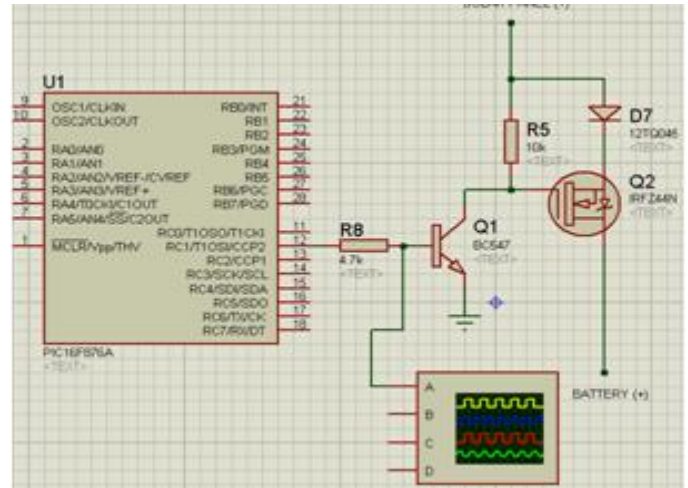 U1
9 OSC1/CLKIN RB0/INT 21
10 OSC2/CLKOUT RB1 22
RB2 23
2 RA0/AN0 RB3/PGM 24
3 RA1/AN1 RB4 25
4 RA2/AN2/VREF-/CVREF RB5 26
5 RA3/AN3/VREF+ RB6/PGC 27
6 RA4/T0CKI/C1OUT RB7/PGD 28
7 RA5/AN4/SS/C2OUT
RC0/T1OSO/T1CKI 11
1 MCLR/Vpp/THV RC1/T1OSI/CCP2 12
RC2/CCP1 13
RC3/SCK/SCL 14
RC4/SDI/SDA 15
RC5/SDO 16
RC6/TX/CK 17
RC7/RX/DT 18
PIC16F876A
<TEXT>
R8
4.7k
<TEXT>
R5
10k
<TEXT>
D7
12TQ045
<TEXT>
Q2
IRFZ44N
<TEXT>
Q1
BC547
<TEXT>
A
B
C
D
BATTERY (+)